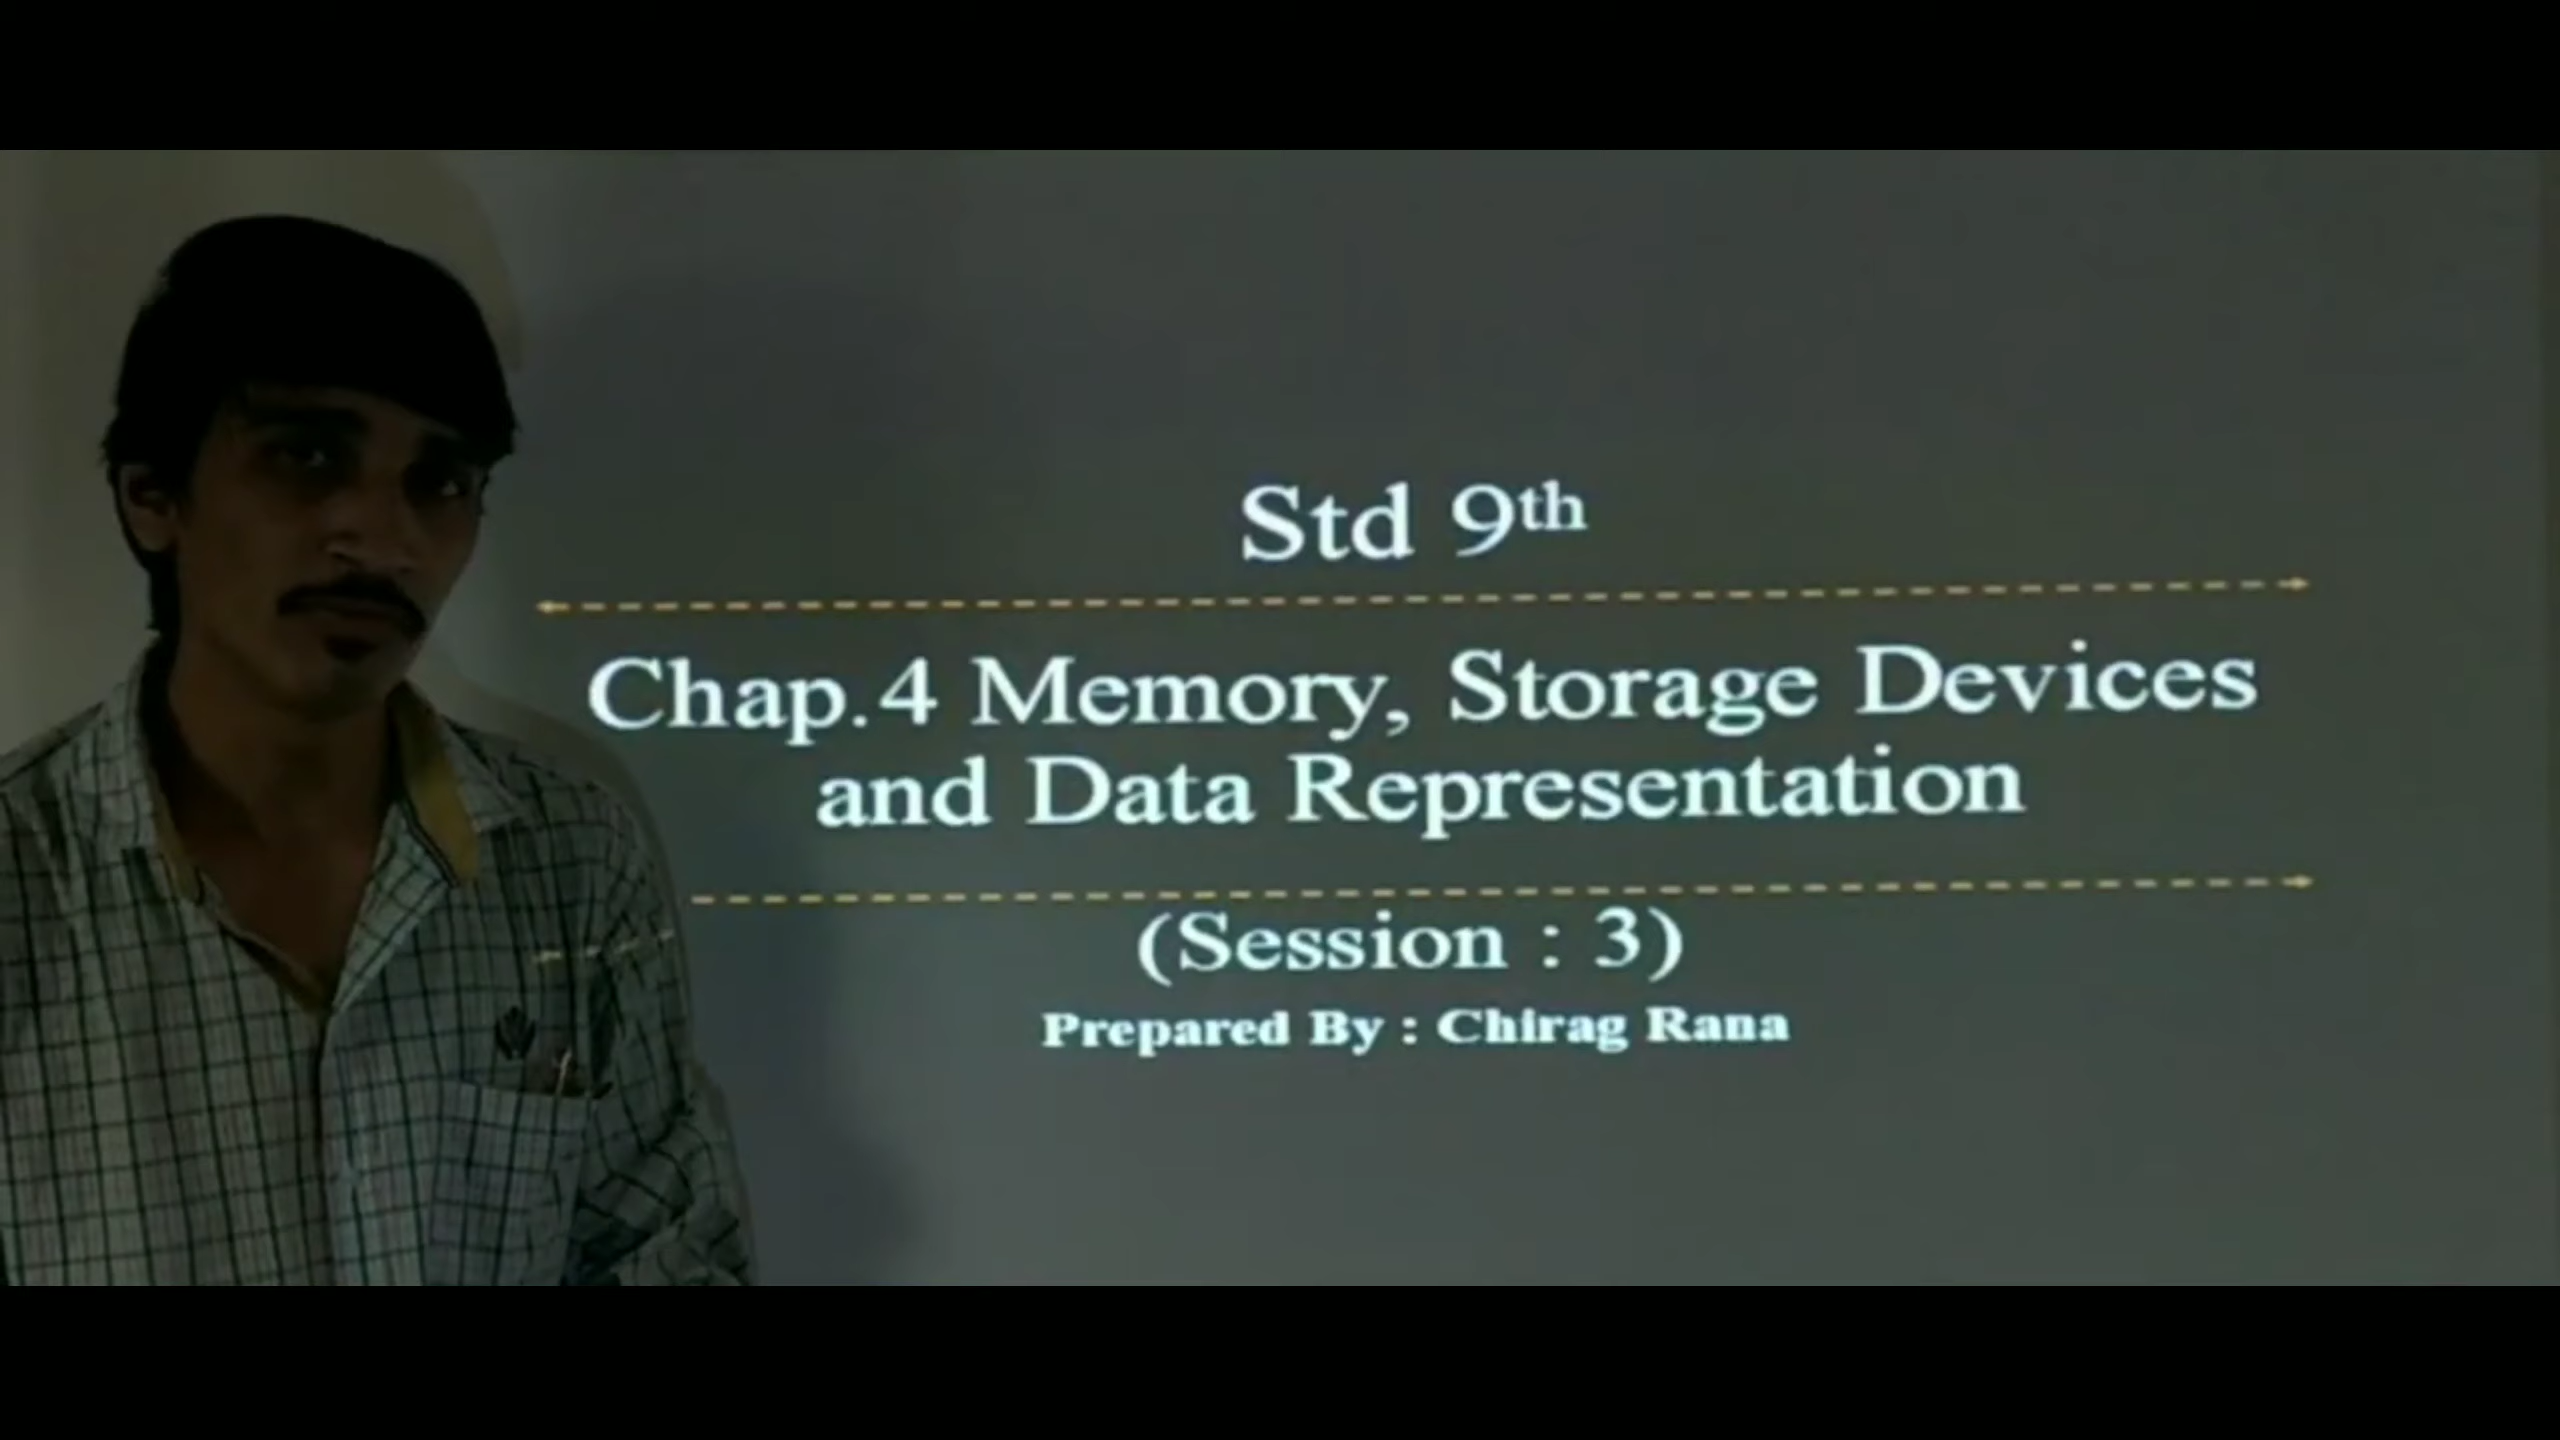 Std 9th
Chap.4 Memory, Storage Devices
and Data Representation
(Session : 3)
Prepared By : Chirag Rana